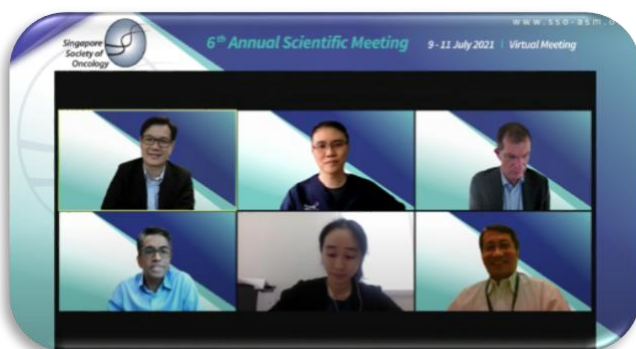 www.sso-asm.o
Singapore
Society of
Oncology
6th Annual Scientific Meeting
9 - 11 July 2021 | Virtual Meeting